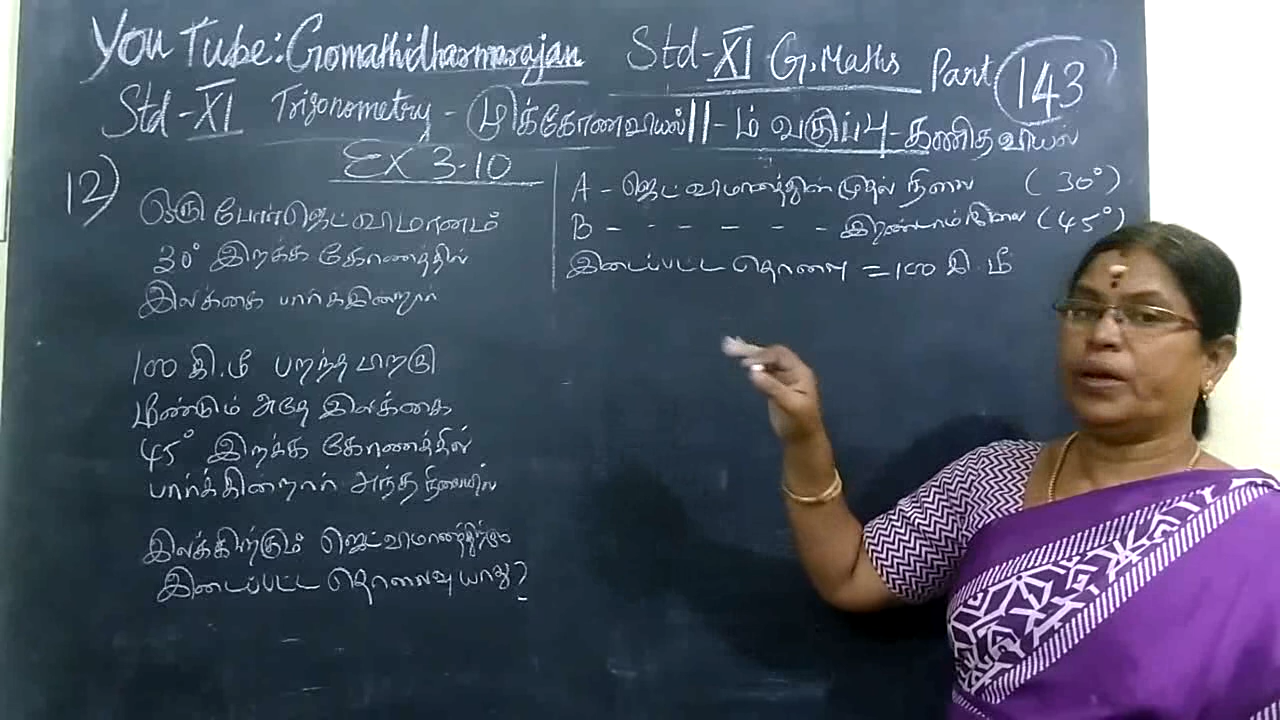 You Tube: Gomathidharmarajan Std-XI G.Maths Part 143
Std-XI Trigonometry - முக்கோணவியல் 11-ம் வகுப்பு-கணிதவியல்
EX 3-10
12)
ஒரு போர்ஜெட்விமானம்
30° இறக்க கோணத்தில்
இலக்கை பார்க்கின்றார்
100 கி.மீ பறந்த பிறகு
மீண்டும் அதே இலக்கை
45° இறக்க கோணத்தில்
பார்க்கின்றார் அந்த நிலையில்
இலக்கிற்கும் ஜெட்விமானத்திற்கும்
இடைப்பட்ட தொலைவு யாது?
A - ஜெட்விமானத்தின் முதல் நிலை (30°)
B - - - - - - - இரண்டாம்நிலை (45°)
இடைப்பட்ட தொலைவு = 100 கி.மீ